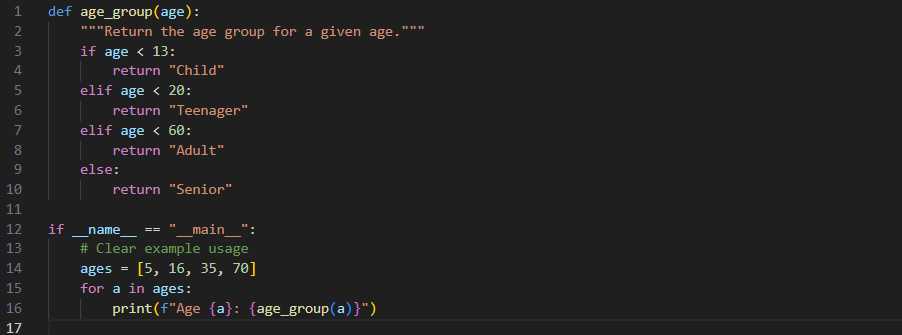 1 def age_group(age):
2     """Return the age group for a given age."""
3     if age < 13:
4         return "Child"
5     elif age < 20:
6         return "Teenager"
7     elif age < 60:
8         return "Adult"
9     else:
10         return "Senior"
11
12 if __name__ == "__main__":
13     # Clear example usage
14     ages = [5, 16, 35, 70]
15     for a in ages:
16         print(f"Age {a}: {age_group(a)}")
17